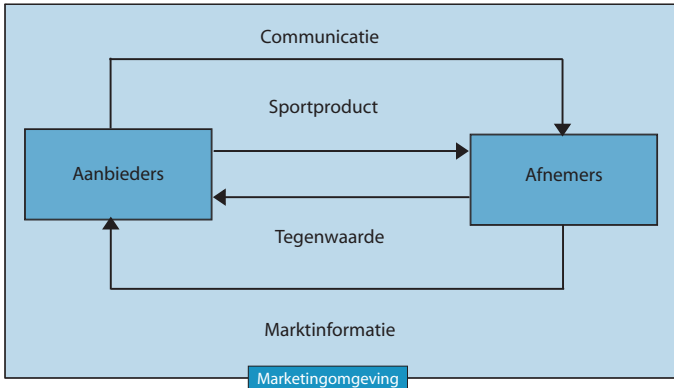 Communicatie
Sportproduct
Aanbieders
Afnemers
Tegenwaarde
Marktinformatie
Marketingomgeving